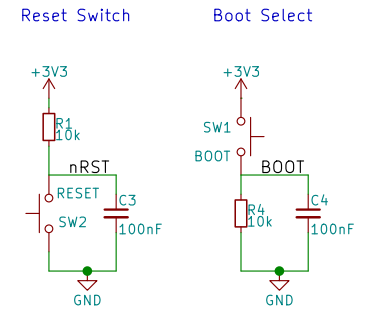 Reset Switch
Boot Select
+3V3
+3V3
R1
10k
SW1
BOOT
nRST
BOOT
RESET
SW2
C3
100nF
R4
10k
C4
100nF
GND
GND